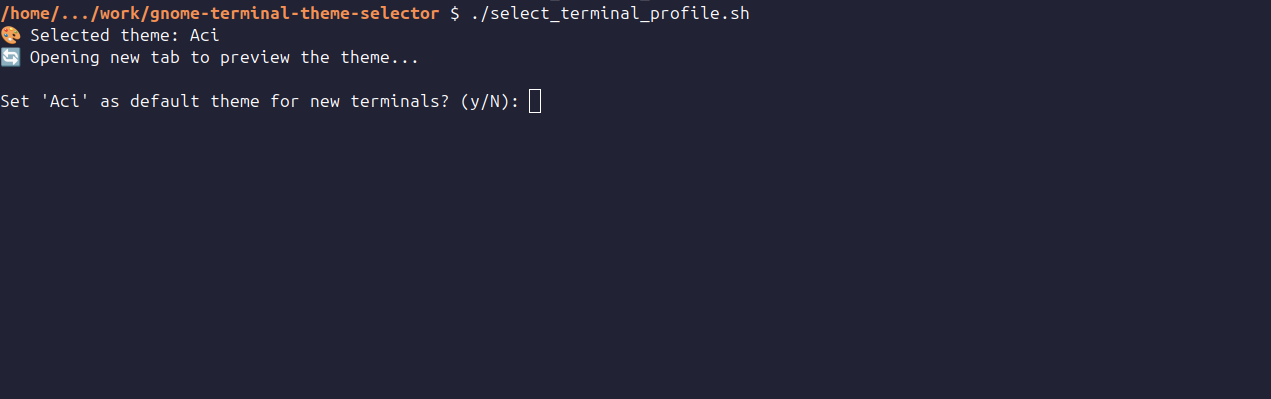 /home/.../work/gnome-terminal-theme-selector $ ./select_terminal_profile.sh
🎨 Selected theme: Aci
🔄 Opening new tab to preview the theme...
Set 'Aci' as default theme for new terminals? (y/N):